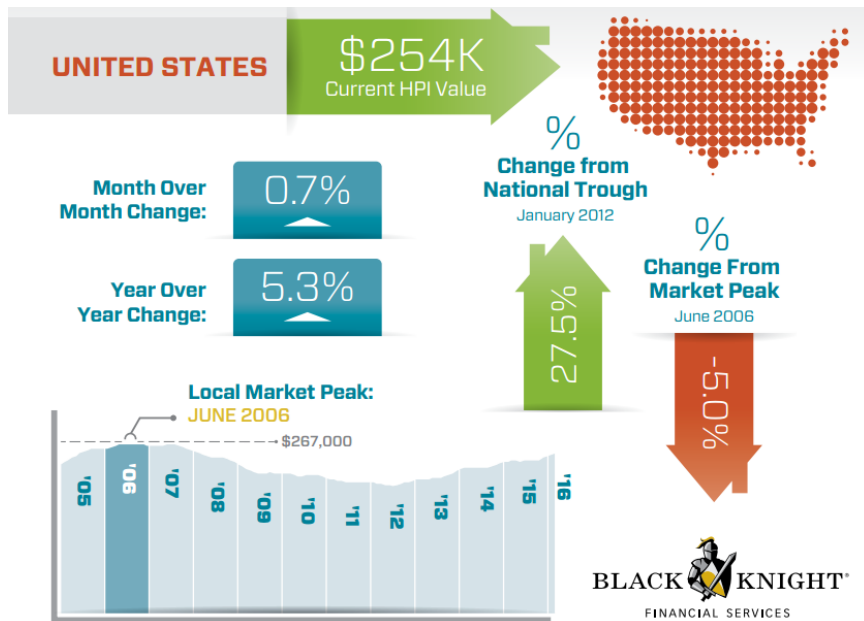 UNITED STATES
$254K
Current HPI Value
%
Change from
National Trough
January 2012
Month Over
Month Change:
0.7%
Year Over
Year Change:
5.3%
%
Change From
Market Peak
June 2006
27.5%
-5.0%
Local Market Peak:
JUNE 2006
$267,000
'05
'06
'07
'08
'09
'10
'11
'12
'13
'14
'15
'16
BLACK KNIGHT®
FINANCIAL SERVICES